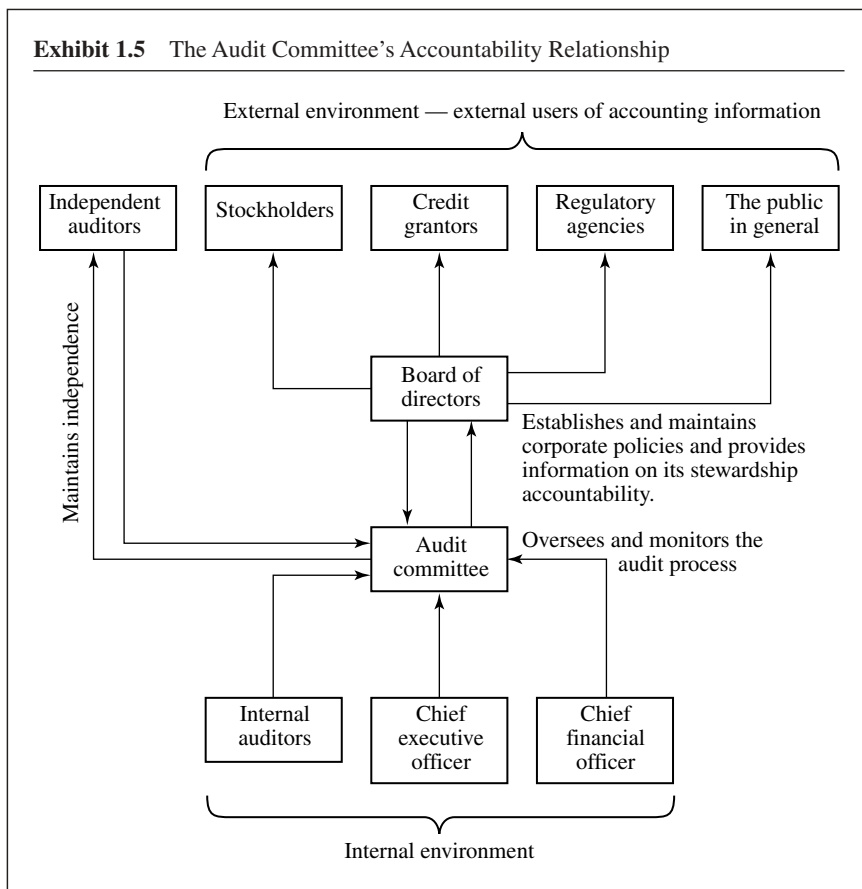 Exhibit 1.5 The Audit Committee’s Accountability Relationship
External environment — external users of accounting information
Independent
auditors
Stockholders
Credit
grantors
Regulatory
agencies
The public
in general
Maintains independence
Board of
directors
Establishes and maintains
corporate policies and provides
information on its stewardship
accountability.
Audit
committee
Oversees and monitors the
audit process
Internal
auditors
Chief
executive
officer
Chief
financial
officer
Internal environment